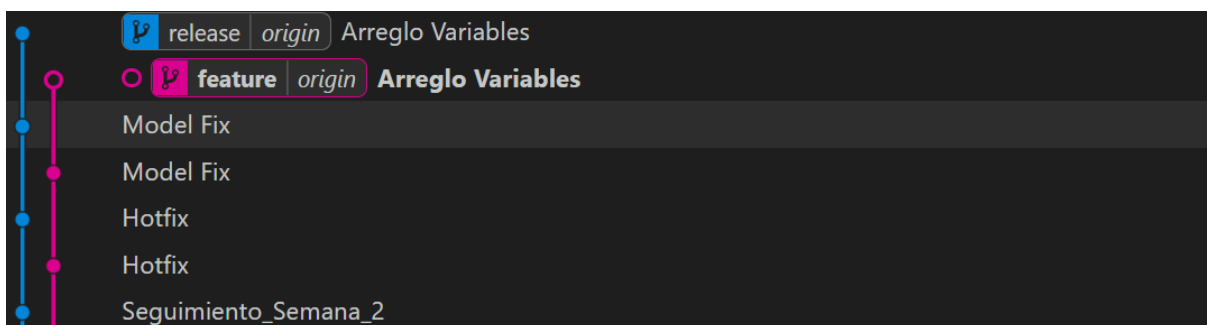 release origin Arreglo Variables
feature origin Arreglo Variables
Model Fix
Model Fix
Hotfix
Hotfix
Seguimiento_Semana_2